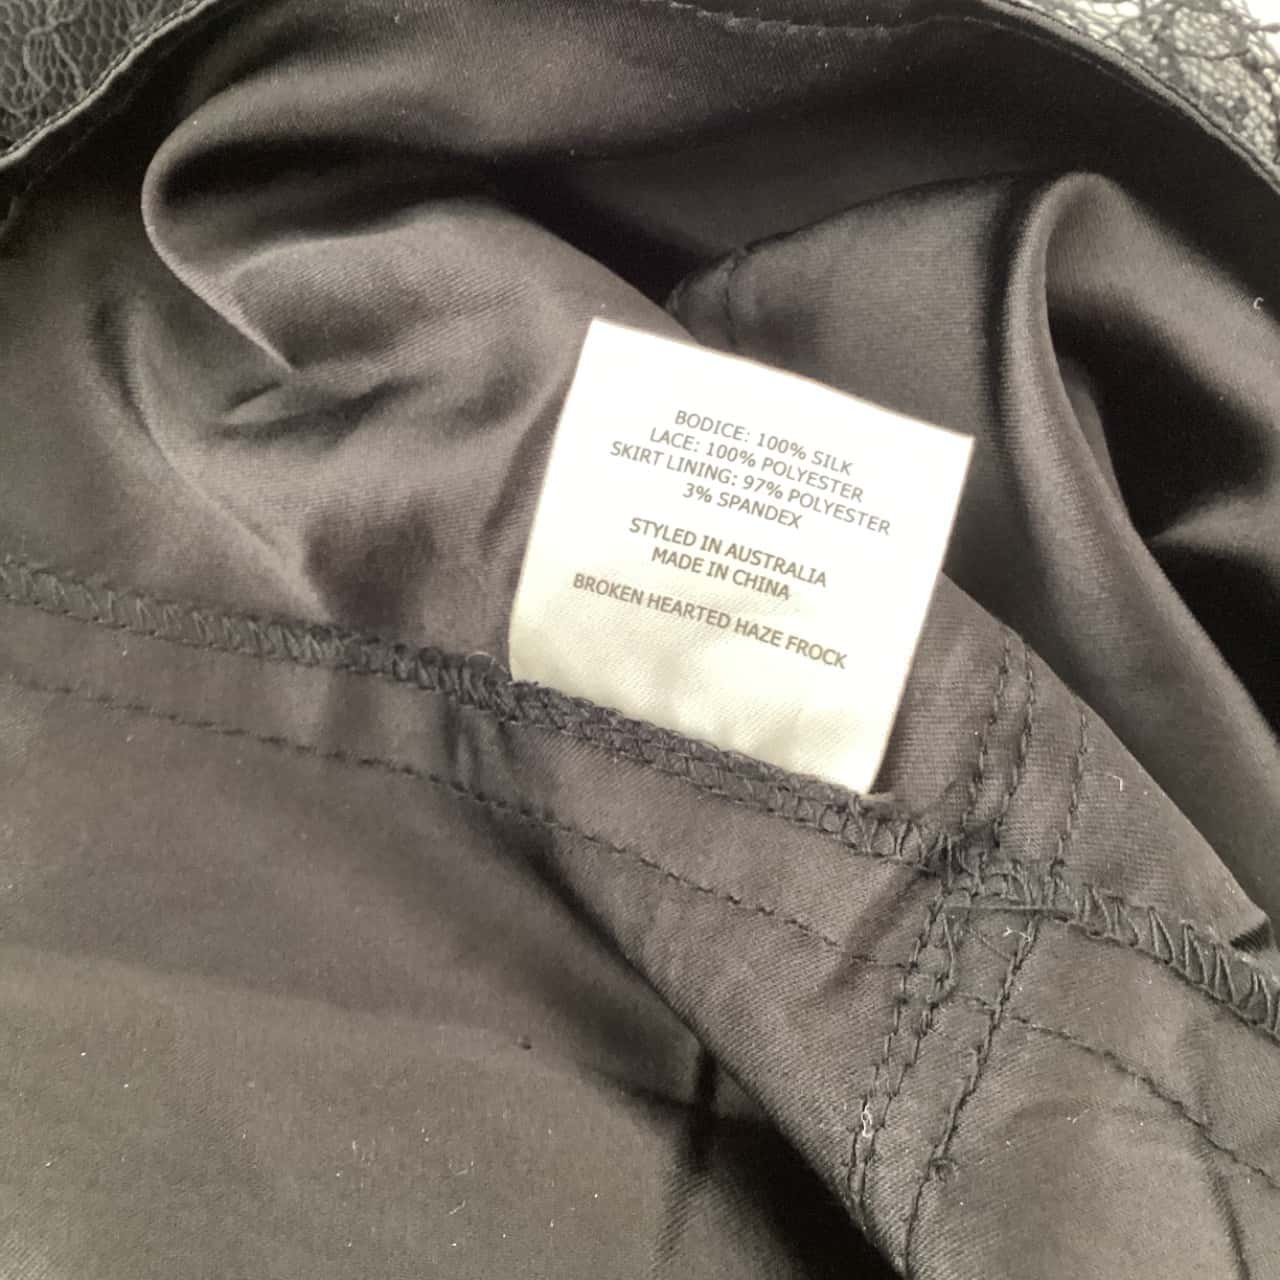 BODICE: 100% SILK
LACE: 100% POLYESTER
SKIRT LINING: 97% POLYESTER
3% SPANDEX
STYLED IN AUSTRALIA
MADE IN CHINA
BROKEN HEARTED HAZE FROCK